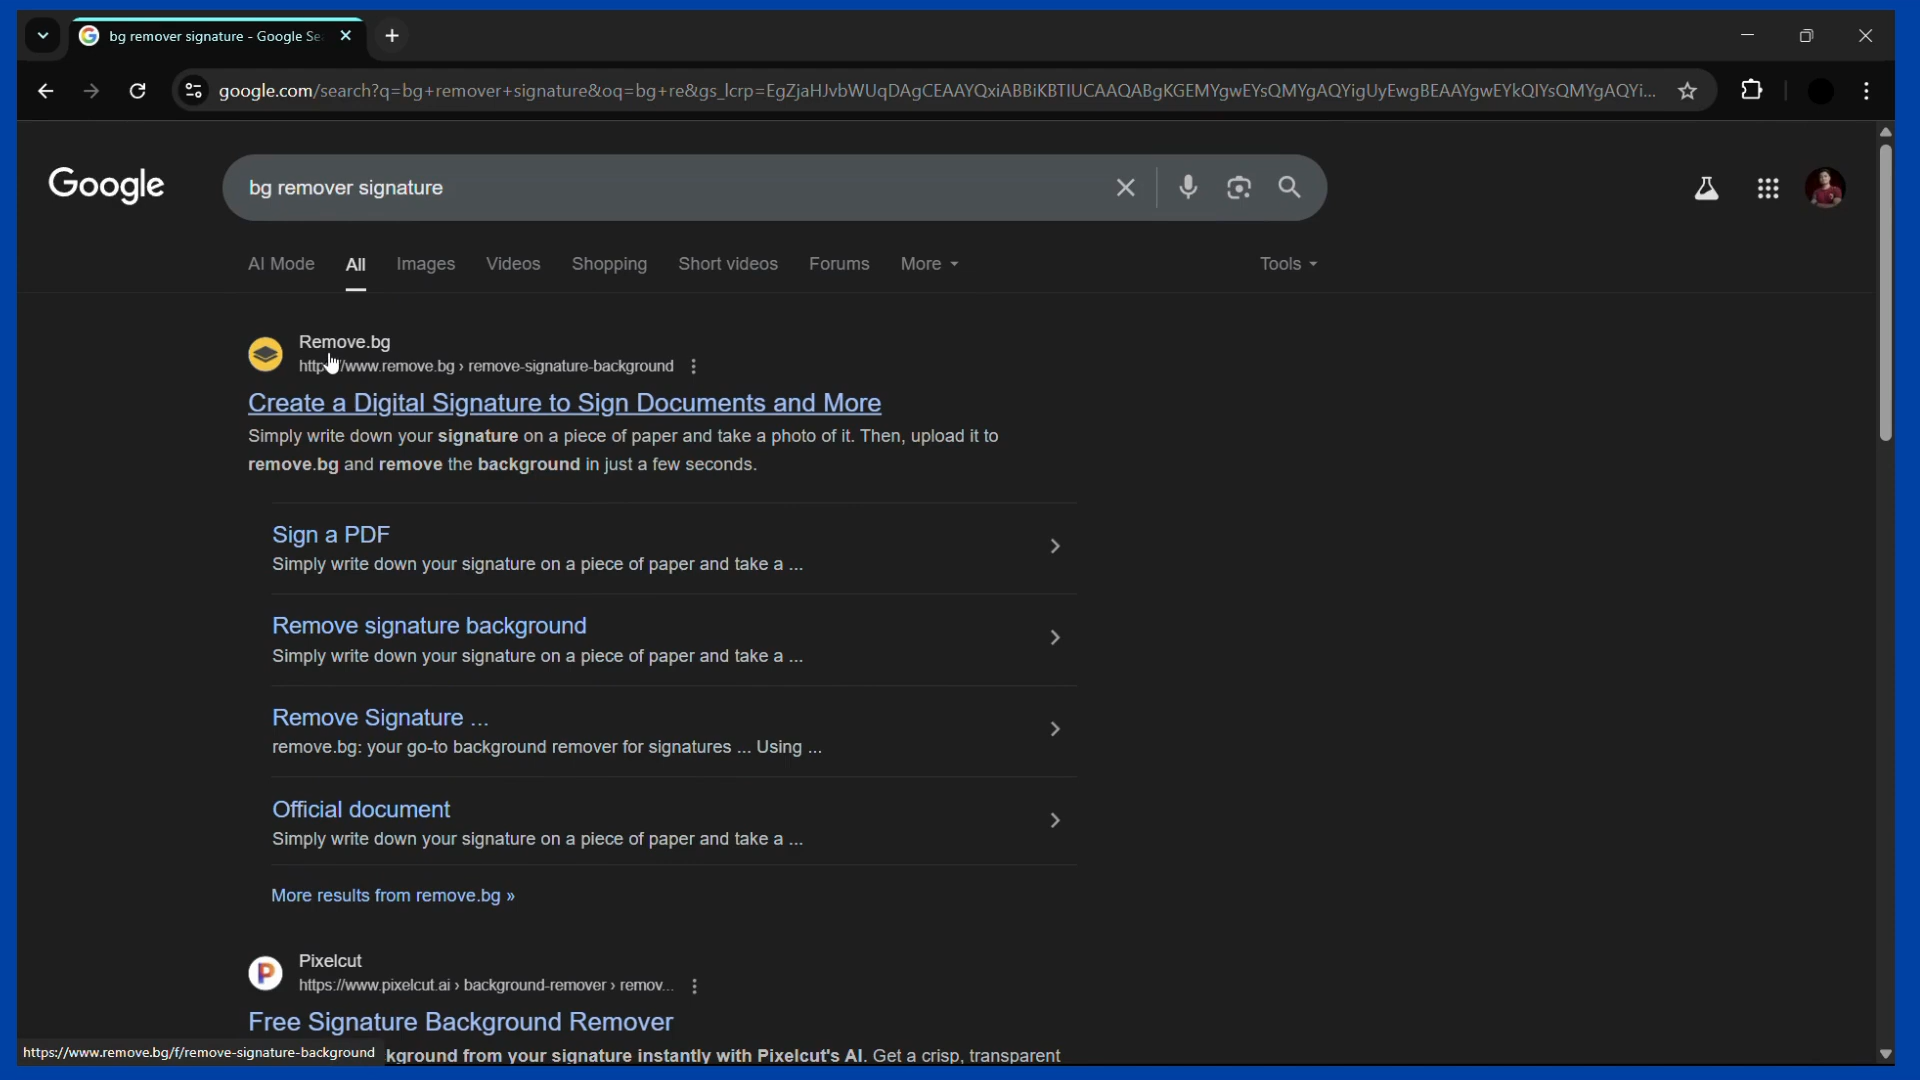 bg remover signature - Google Se
google.com/search?q=bg+remover+signature&oq=bg+re&gs_lcrp=EgZjaHJvbWUqDAgCEAAYQxiABBiKBTIUCAAQABgKGEMYgwEYsQMYgAQYigUyEwgBEAAYgwEYkQIYsQMYgAQYi...
Google
bg remover signature
AI Mode
All
Images
Videos
Shopping
Short videos
Forums
More
Tools
Remove.bg
http /www.remove.bg › remove-signature-background
Create a Digital Signature to Sign Documents and More
Simply write down your signature on a piece of paper and take a photo of it. Then, upload it to
remove.bg and remove the background in just a few seconds.
Sign a PDF
Simply write down your signature on a piece of paper and take a ...
Remove signature background
Simply write down your signature on a piece of paper and take a ...
Remove Signature ...
remove.bg: your go-to background remover for signatures ... Using ...
Official document
Simply write down your signature on a piece of paper and take a ...
More results from remove.bg »
P
Pixelcut
https://www.pixelcut.ai › background-remover › remov...
Free Signature Background Remover
kground from your signature instantly with Pixelcut's AI. Get a crisp, transparent
https://www.remove.bg/f/remove-signature-background